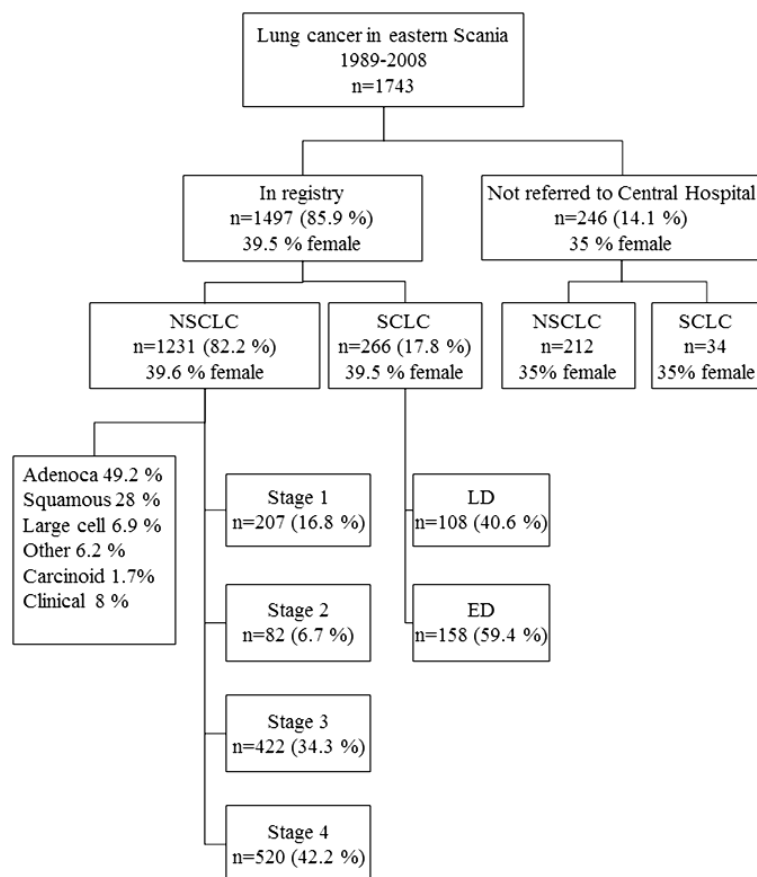 Lung cancer in eastern Scania
1989-2008
n=1743
In registry
n=1497 (85.9 %)
39.5 % female
Not referred to Central Hospital
n=246 (14.1 %)
35 % female
NSCLC
n=1231 (82.2 %)
39.6 % female
SCLC
n=266 (17.8 %)
39.5 % female
NSCLC
n=212
35% female
SCLC
n=34
35% female
Adenoca 49.2 %
Squamous 28 %
Large cell 6.9 %
Other 6.2 %
Carcinoid 1.7%
Clinical 8 %
Stage 1
n=207 (16.8 %)
LD
n=108 (40.6 %)
Stage 2
n=82 (6.7 %)
ED
n=158 (59.4 %)
Stage 3
n=422 (34.3 %)
Stage 4
n=520 (42.2 %)